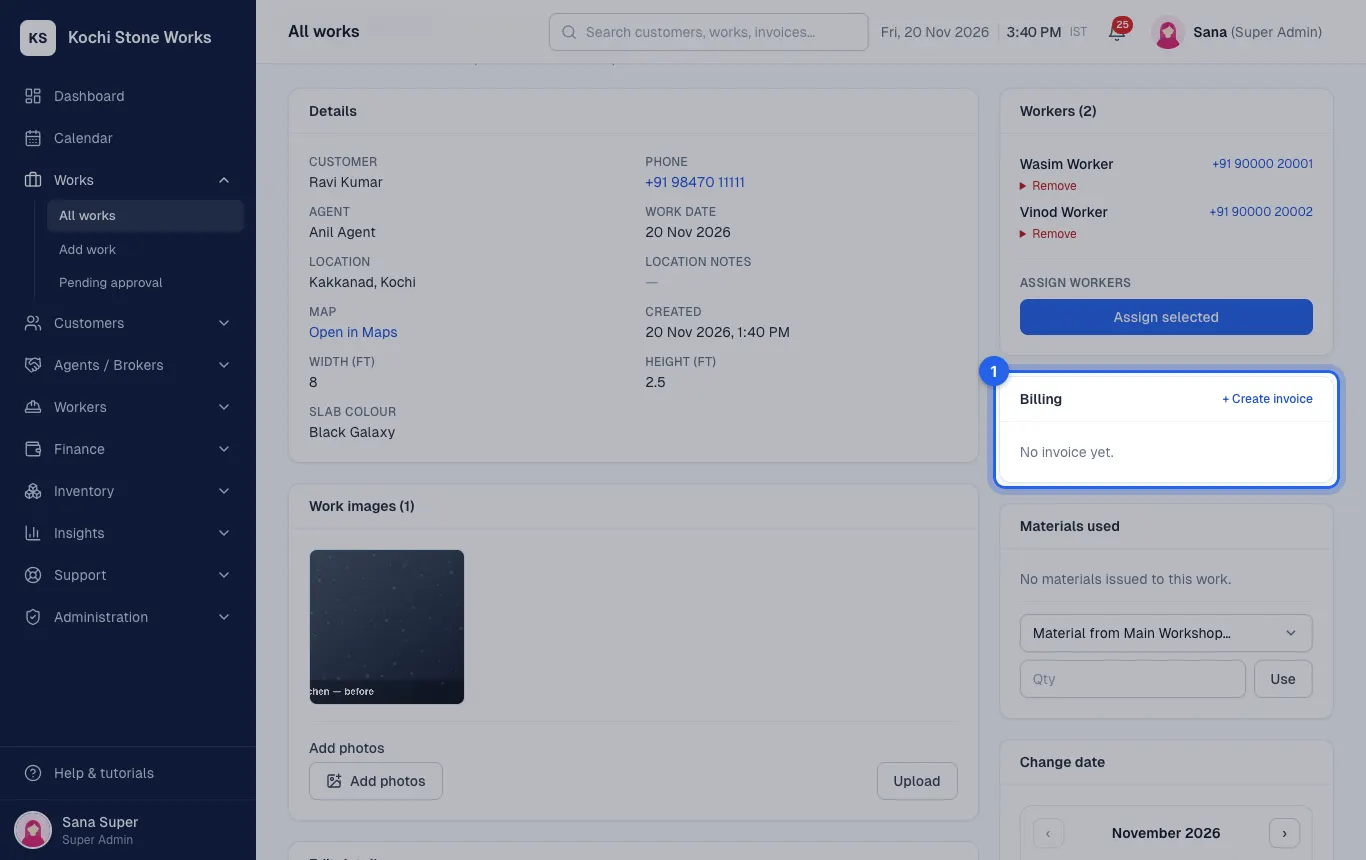 KS
Kochi Stone Works
Dashboard
Calendar
Works
All works
Add work
Pending approval
Customers
Agents / Brokers
Workers
Finance
Inventory
Insights
Support
Administration
Help & tutorials
Sana Super
Super Admin
All works
Search customers, works, invoices...
Fri, 20 Nov 2026
3:40 PM IST
25
Sana (Super Admin)
Details
CUSTOMER
Ravi Kumar
PHONE
+91 98470 11111
AGENT
Anil Agent
WORK DATE
20 Nov 2026
LOCATION
Kakkanad, Kochi
LOCATION NOTES
—
MAP
Open in Maps
CREATED
20 Nov 2026, 1:40 PM
WIDTH (FT)
8
HEIGHT (FT)
2.5
SLAB COLOUR
Black Galaxy
Work images (1)
chen — before
Add photos
Add photos
Upload
Workers (2)
Wasim Worker
+91 90000 20001
Remove
Vinod Worker
+91 90000 20002
Remove
ASSIGN WORKERS
Assign selected
1
Billing
+ Create invoice
No invoice yet.
Materials used
No materials issued to this work.
Material from Main Workshop...
Qty
Use
Change date
‹
November 2026
›